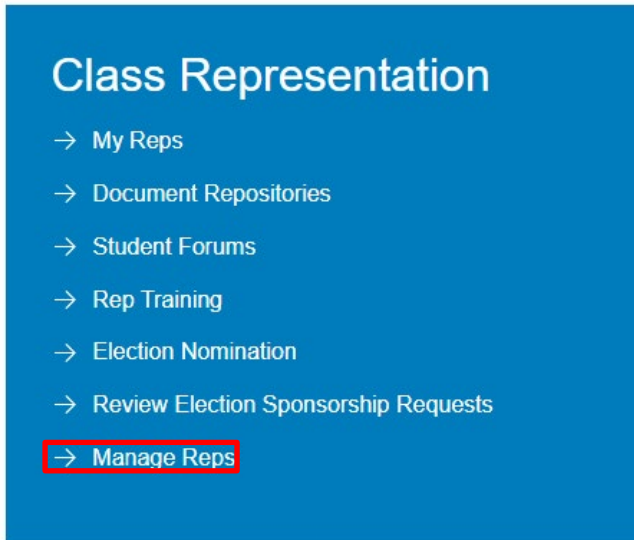 Class Representation
→ My Reps
→ Document Repositories
→ Student Forums
→ Rep Training
→ Election Nomination
→ Review Election Sponsorship Requests
→ Manage Reps